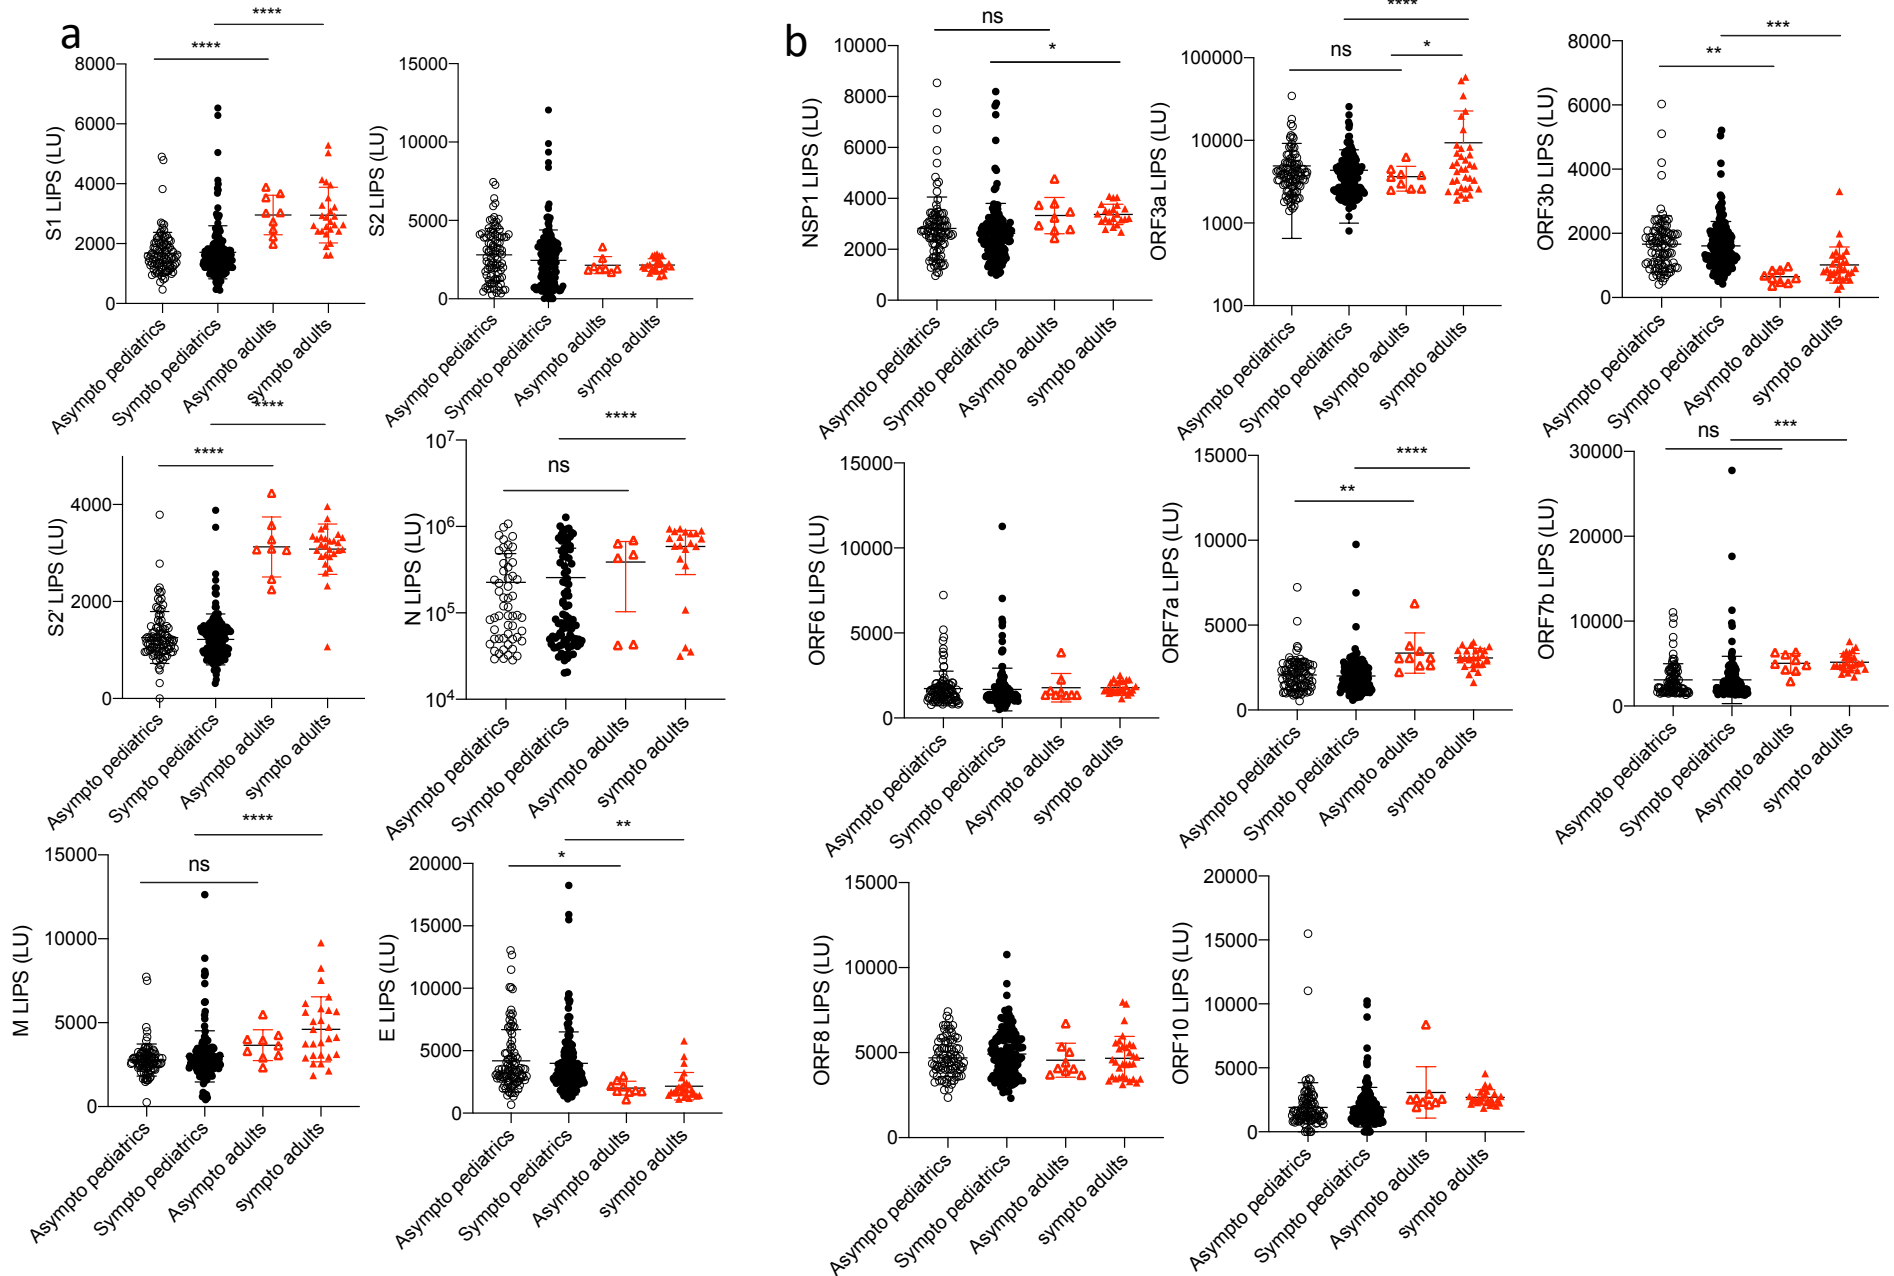 a
****
****
S1 LIPS (LU)
8000
6000
4000
2000
0
Asympto pediatrics
Sympto pediatrics
Asympto adults
sympto adults
S2 LIPS (LU)
15000
10000
5000
0
Asympto pediatrics
Sympto pediatrics
Asympto adults
sympto adults
****
****
S2' LIPS (LU)
4000
2000
0
Asympto pediatrics
Sympto pediatrics
Asympto adults
sympto adults
****
ns
N LIPS (LU)
10^7
10^6
10^5
10^4
Asympto pediatrics
Sympto pediatrics
Asympto adults
sympto adults
****
ns
M LIPS (LU)
15000
10000
5000
0
Asympto pediatrics
Sympto pediatrics
Asympto adults
sympto adults
**
*
E LIPS (LU)
20000
15000
10000
5000
0
Asympto pediatrics
Sympto pediatrics
Asympto adults
sympto adults
b
ns
*
NSP1 LIPS (LU)
10000
8000
6000
4000
2000
0
Asympto pediatrics
Sympto pediatrics
Asympto adults
sympto adults
****
ns
*
ORF3a LIPS (LU)
100000
10000
1000
100
Asympto pediatrics
Sympto pediatrics
Asympto adults
sympto adults
***
**
ORF3b LIPS (LU)
8000
6000
4000
2000
0
Asympto pediatrics
Sympto pediatrics
Asympto adults
sympto adults
ORF6 LIPS (LU)
15000
10000
5000
0
Asympto pediatrics
Sympto pediatrics
Asympto adults
sympto adults
****
**
ORF7a LIPS (LU)
15000
10000
5000
0
Asympto pediatrics
Sympto pediatrics
Asympto adults
sympto adults
ns
***
ORF7b LIPS (LU)
30000
20000
10000
0
Asympto pediatrics
Sympto pediatrics
Asympto adults
sympto adults
ORF8 LIPS (LU)
15000
10000
5000
0
Asympto pediatrics
Sympto pediatrics
Asympto adults
sympto adults
ORF10 LIPS (LU)
20000
15000
10000
5000
0
Asympto pediatrics
Sympto pediatrics
Asympto adults
sympto adults